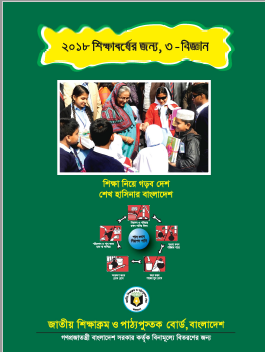 ২০১৮ শিক্ষাবর্ষের জন্য, ৩ - বিজ্ঞান
শিক্ষা নিয়ে গড়ব দেশ
শেখ হাসিনার বাংলাদেশ
জাতীয় শিক্ষাক্রম ও পাঠ্যপুস্তক বোর্ড, বাংলাদেশ
গণপ্রজাতন্ত্রী বাংলাদেশ সরকার কর্তৃক বিনামূল্যে বিতরণের জন্য